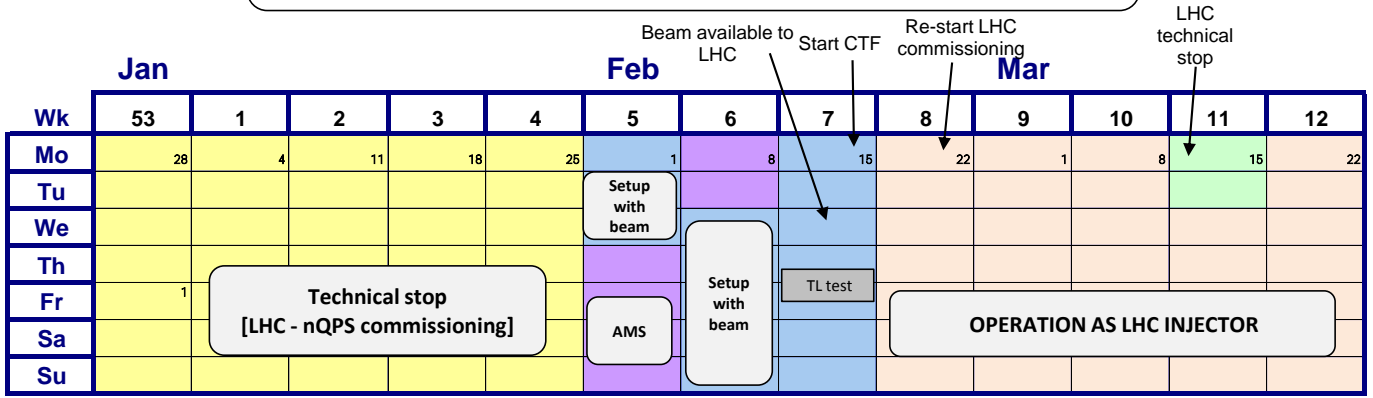 LHC
technical
stop
Beam available to
LHC
Start CTF
Re-start LHC
commissioning
Jan Feb Mar
Wk 53 1 2 3 4 5 6 7 8 9 10 11 12
Mo 28 4 11 18 25 1 8 15 22 1 8 15 22
Tu
We
Th
Fr 1
Sa
Su
Setup
with
beam
Technical stop
[LHC - nQPS commissioning]
AMS
Setup
with
beam
TL test
OPERATION AS LHC INJECTOR